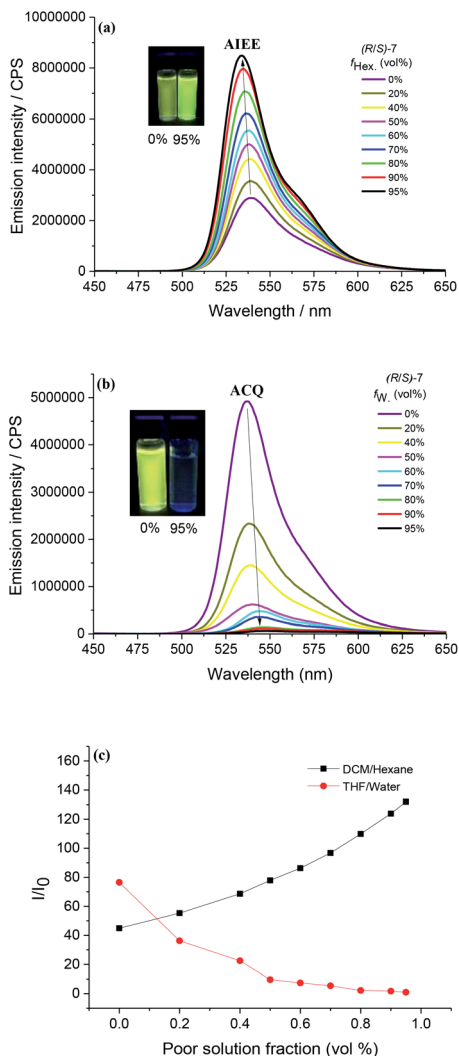 (a)
AIEE
(R/S)-7
fHex. (vol%)
0%
20%
40%
50%
60%
70%
80%
90%
95%
0% 95%
Emission intensity / CPS
10000000
8000000
6000000
4000000
2000000
0
450 475 500 525 550 575 600 625 650
Wavelength / nm
(b)
ACQ
(R/S)-7
fW. (vol%)
0%
20%
40%
50%
60%
70%
80%
90%
95%
0% 95%
Emission intensity / CPS
5000000
4000000
3000000
2000000
1000000
0
450 475 500 525 550 575 600 625 650
Wavelength (nm)
(c)
DCM/Hexane
THF/Water
I/I0
160
140
120
100
80
60
40
20
0
0.0 0.2 0.4 0.6 0.8 1.0
Poor solution fraction (vol %)